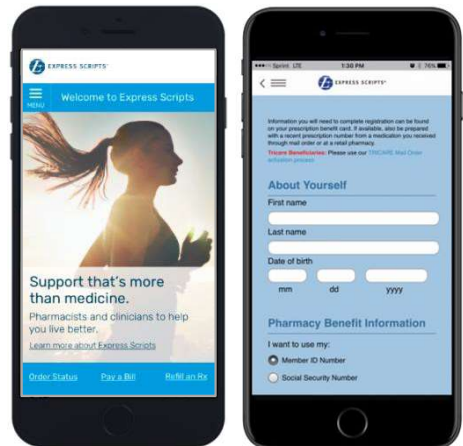 EXPRESS SCRIPTS®
MENU
Welcome to Express Scripts
Support that's more
than medicine.
Pharmacists and clinicians to help
you live better.
Learn more about Express Scripts
Order Status Pay a Bill Refill an Rx
Sprint LTE 1:30 PM 76%
EXPRESS SCRIPTS®
Information you will need to complete registration can be found
on your prescription benefit card. If available, also be prepared
with a recent prescription number from a medication you received
through mail order or at a retail pharmacy.
Tricare Beneficiaries: Please use our TRICARE Mail Order
activation process
About Yourself
First name
Last name
Date of birth
mm dd yyyy
Pharmacy Benefit Information
I want to use my:
Member ID Number
Social Security Number